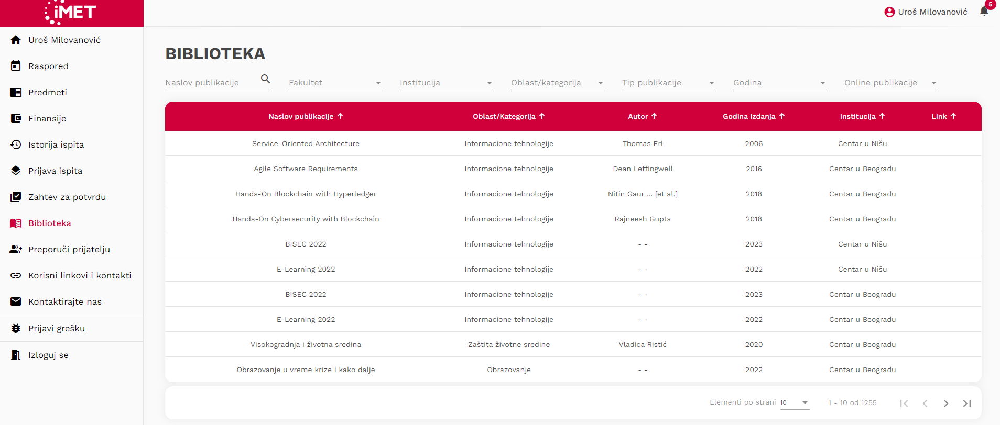 iMET
Uroš Milovanović
5
Uroš Milovanović
Raspored
Predmeti
Finansije
Istorija ispita
Prijava ispita
Zahtev za potvrdu
Biblioteka
Preporuči prijatelju
Korisni linkovi i kontakti
Kontaktirajte nas
Prijavi grešku
Izloguj se
BIBLIOTEKA
Naslov publikacije Fakultet Institucija Oblast/kategorija Tip publikacije Godina Online publikacije
Naslov publikacije Oblast/Kategorija Autor Godina izdanja Institucija Link
Service-Oriented Architecture Informacione tehnologije Thomas Erl 2006 Centar u Nišu
Agile Software Requirements Informacione tehnologije Dean Leffingwell 2016 Centar u Beogradu
Hands-On Blockchain with Hyperledger Informacione tehnologije Nitin Gaur ... [et al.] 2018 Centar u Beogradu
Hands-On Cybersecurity with Blockchain Informacione tehnologije Rajneesh Gupta 2018 Centar u Beogradu
BISEC 2022 Informacione tehnologije - - 2023 Centar u Nišu
E-Learning 2022 Informacione tehnologije - - 2022 Centar u Nišu
BISEC 2022 Informacione tehnologije - - 2023 Centar u Beogradu
E-Learning 2022 Informacione tehnologije - - 2022 Centar u Beogradu
Visokogradnja i životna sredina Zaštita životne sredine Vladica Ristić 2020 Centar u Beogradu
Obrazovanje u vreme krize i kako dalje Obrazovanje - - 2022 Centar u Beogradu
Elementi po strani 10 1 - 10 od 1255